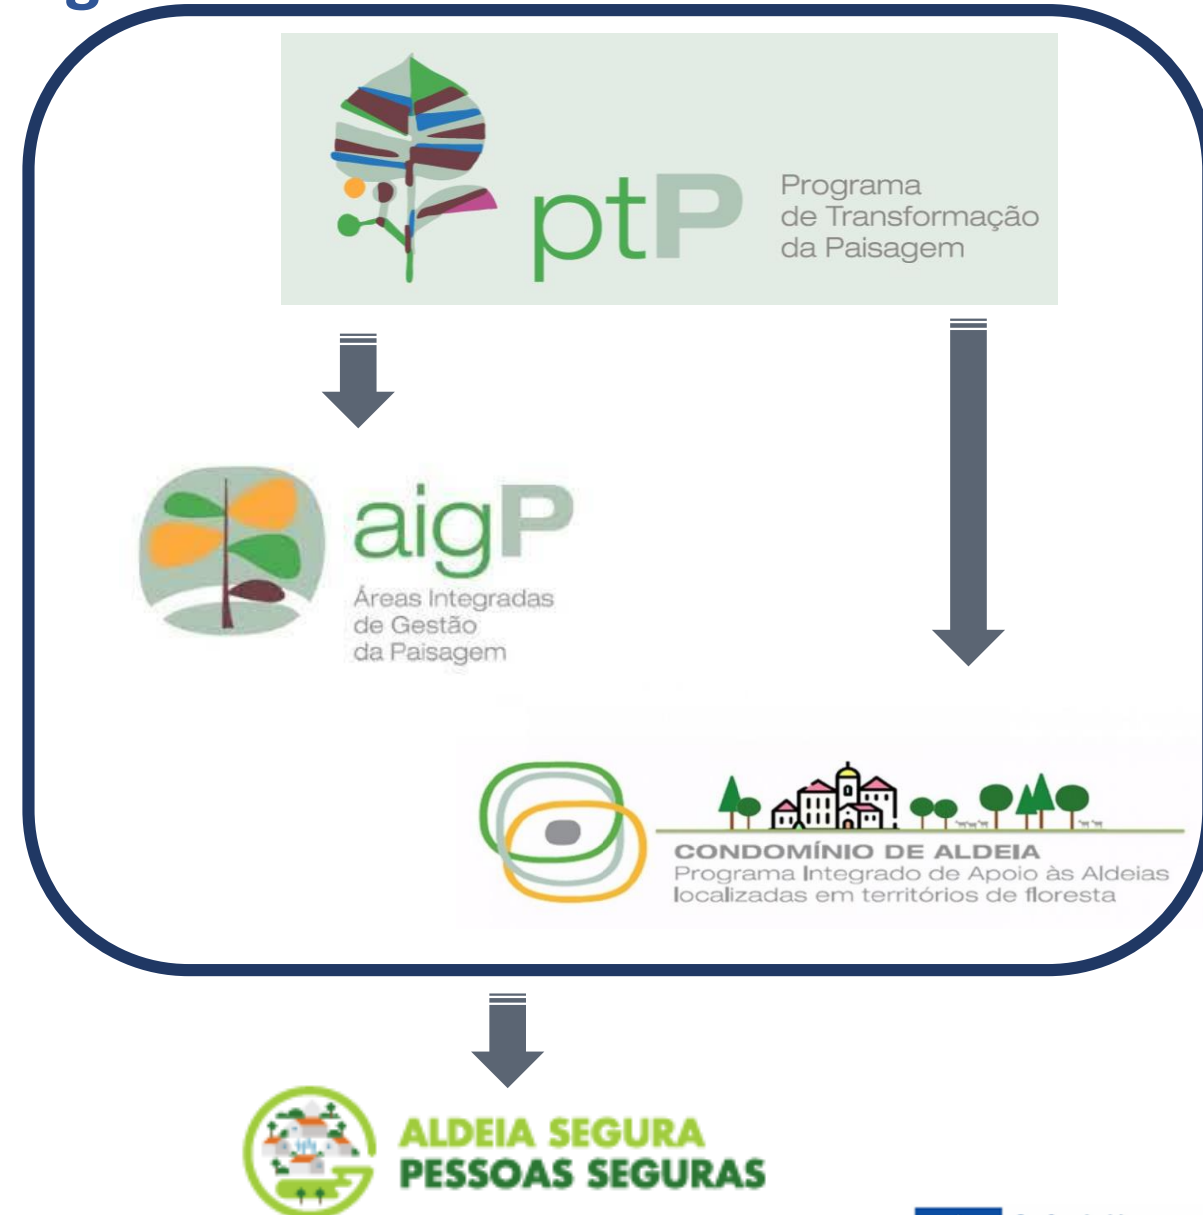 ptP
Programa
de Transformação
da Paisagem
aigP
Áreas Integradas
de Gestão
da Paisagem
CONDOMÍNIO DE ALDEIA
Programa Integrado de Apoio às Aldeias
localizadas em territórios de floresta
ALDEIA SEGURA
PESSOAS SEGURAS